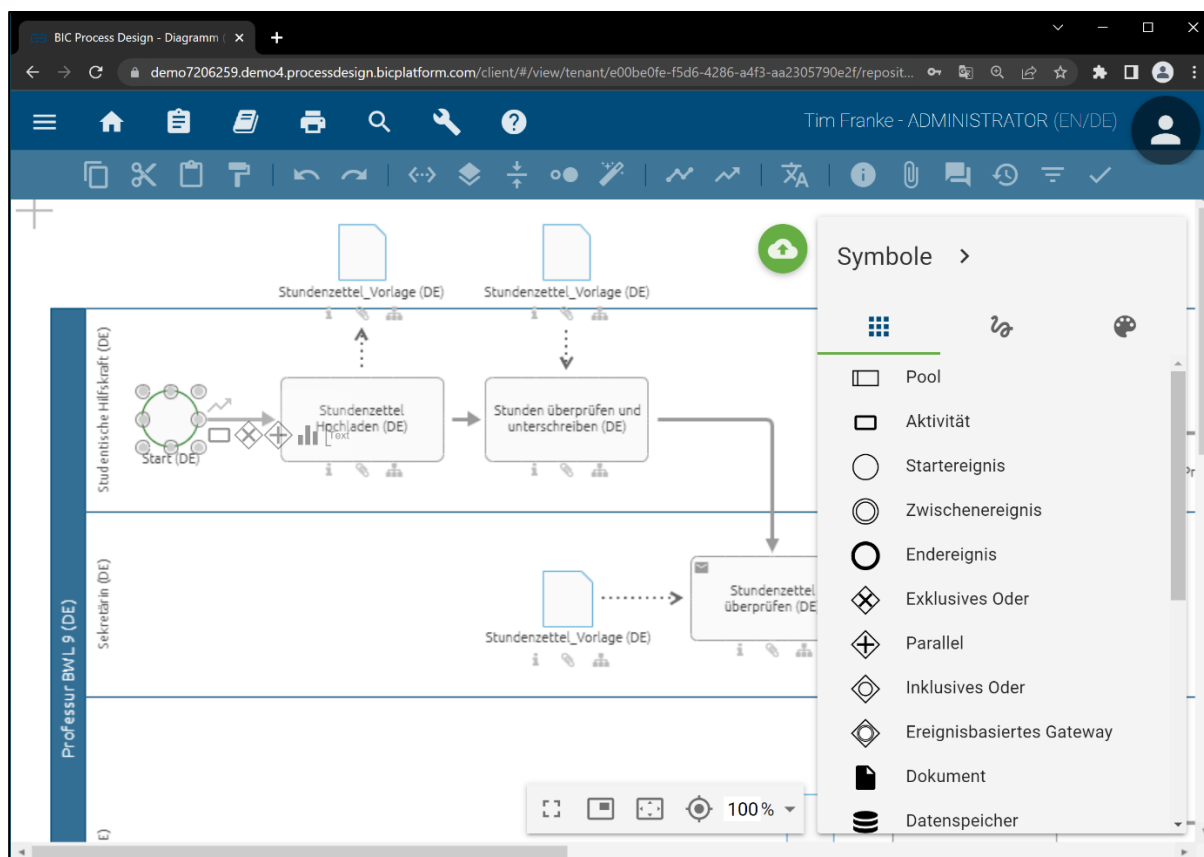 BIC Process Design - Diagramm (
demo7206259.demo4.processdesign.bicplatform.com/client/#/view/tenant/e00be0fe-f5d6-4286-a4f3-aa2305790e2f/reposit...
Tim Franke - ADMINISTRATOR (EN/DE)
Symbole
Stundenzettel_Vorlage (DE)
Stundenzettel_Vorlage (DE)
Professur BWL 9 (DE)
Studentische Hilfskraft (DE)
Start (DE)
Text
Stundenzettel
Hochladen (DE)
Stunden überprüfen und
unterschreiben (DE)
Sekretärin (DE)
Stundenzettel_Vorlage (DE)
Stundenzettel
überprüfen (DE
E)
Pr
Pool
Aktivität
Startereignis
Zwischenereignis
Endereignis
Exklusives Oder
Parallel
Inklusives Oder
Ereignisbasiertes Gateway
Dokument
Datenspeicher
100%